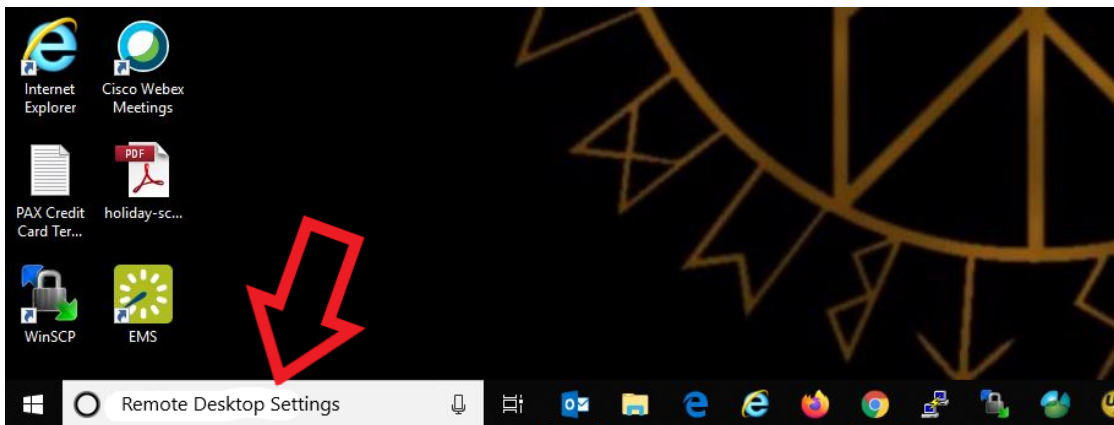 Internet
Explorer
Cisco Webex
Meetings
PDF
PAX Credit
Card Ter...
holiday-sc...
WinSCP
EMS
Remote Desktop Settings